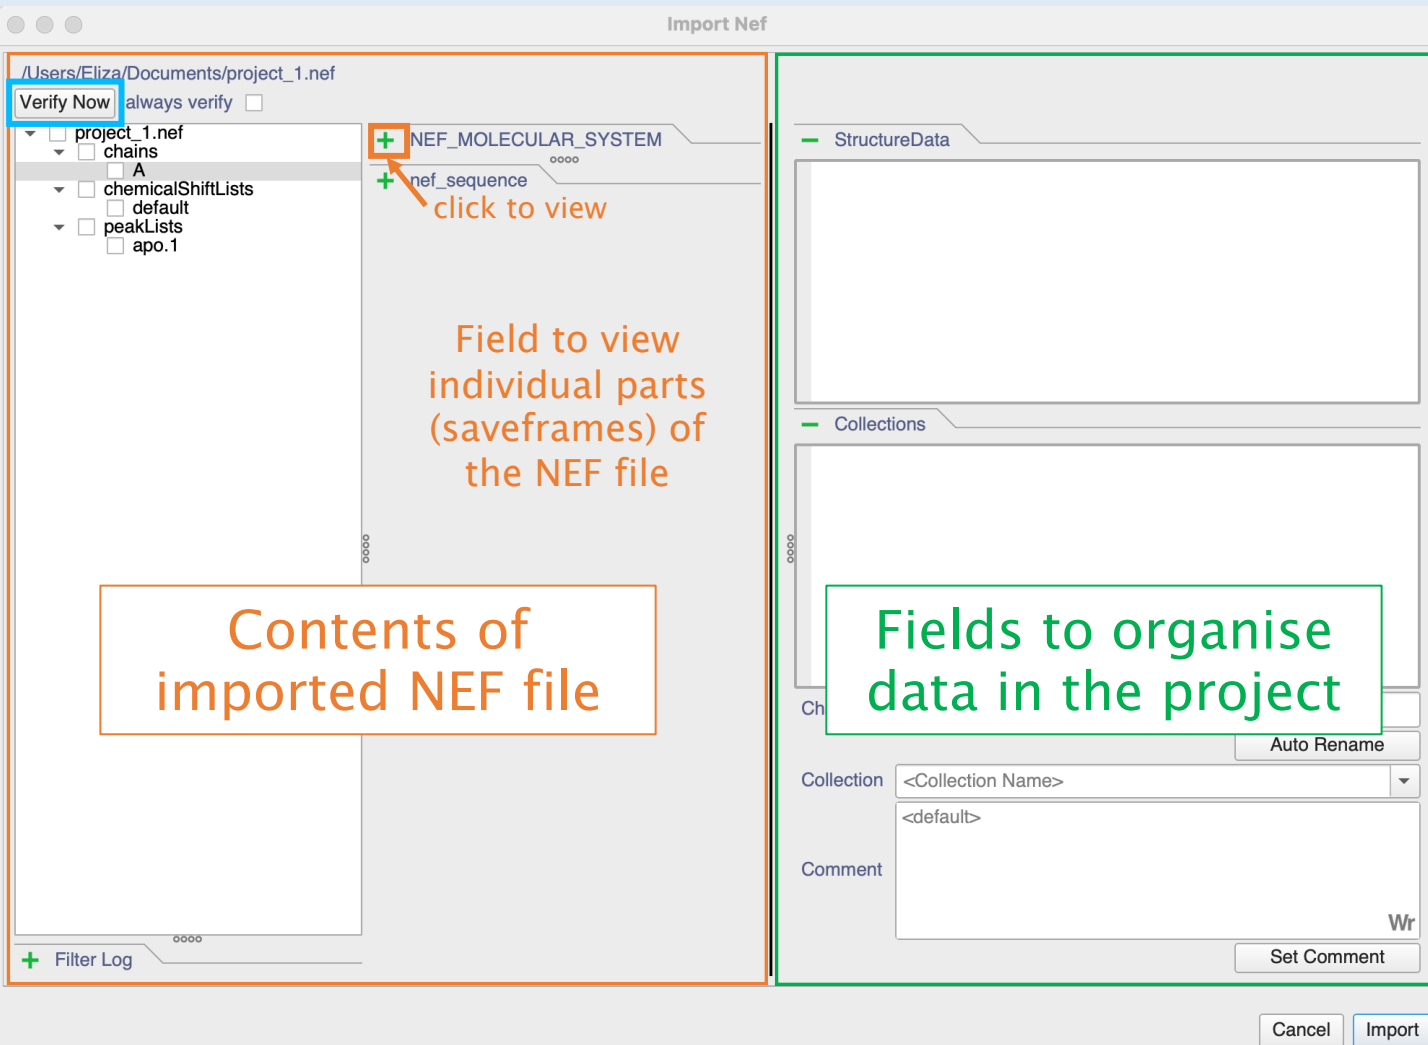 Import Nef
/Users/Eliza/Documents/project_1.nef
Verify Now always verify
project_1.nef
chains
A
chemicalShiftLists
default
peakLists
apo.1
NEF_MOLECULAR_SYSTEM
nef_sequence
click to view
Field to view
individual parts
(saveframes) of
the NEF file
Contents of
imported NEF file
Filter Log
StructureData
Collections
Fields to organise
data in the project
Ch
Auto Rename
Collection <Collection Name>
<default>
Comment
Wr
Set Comment
Cancel Import